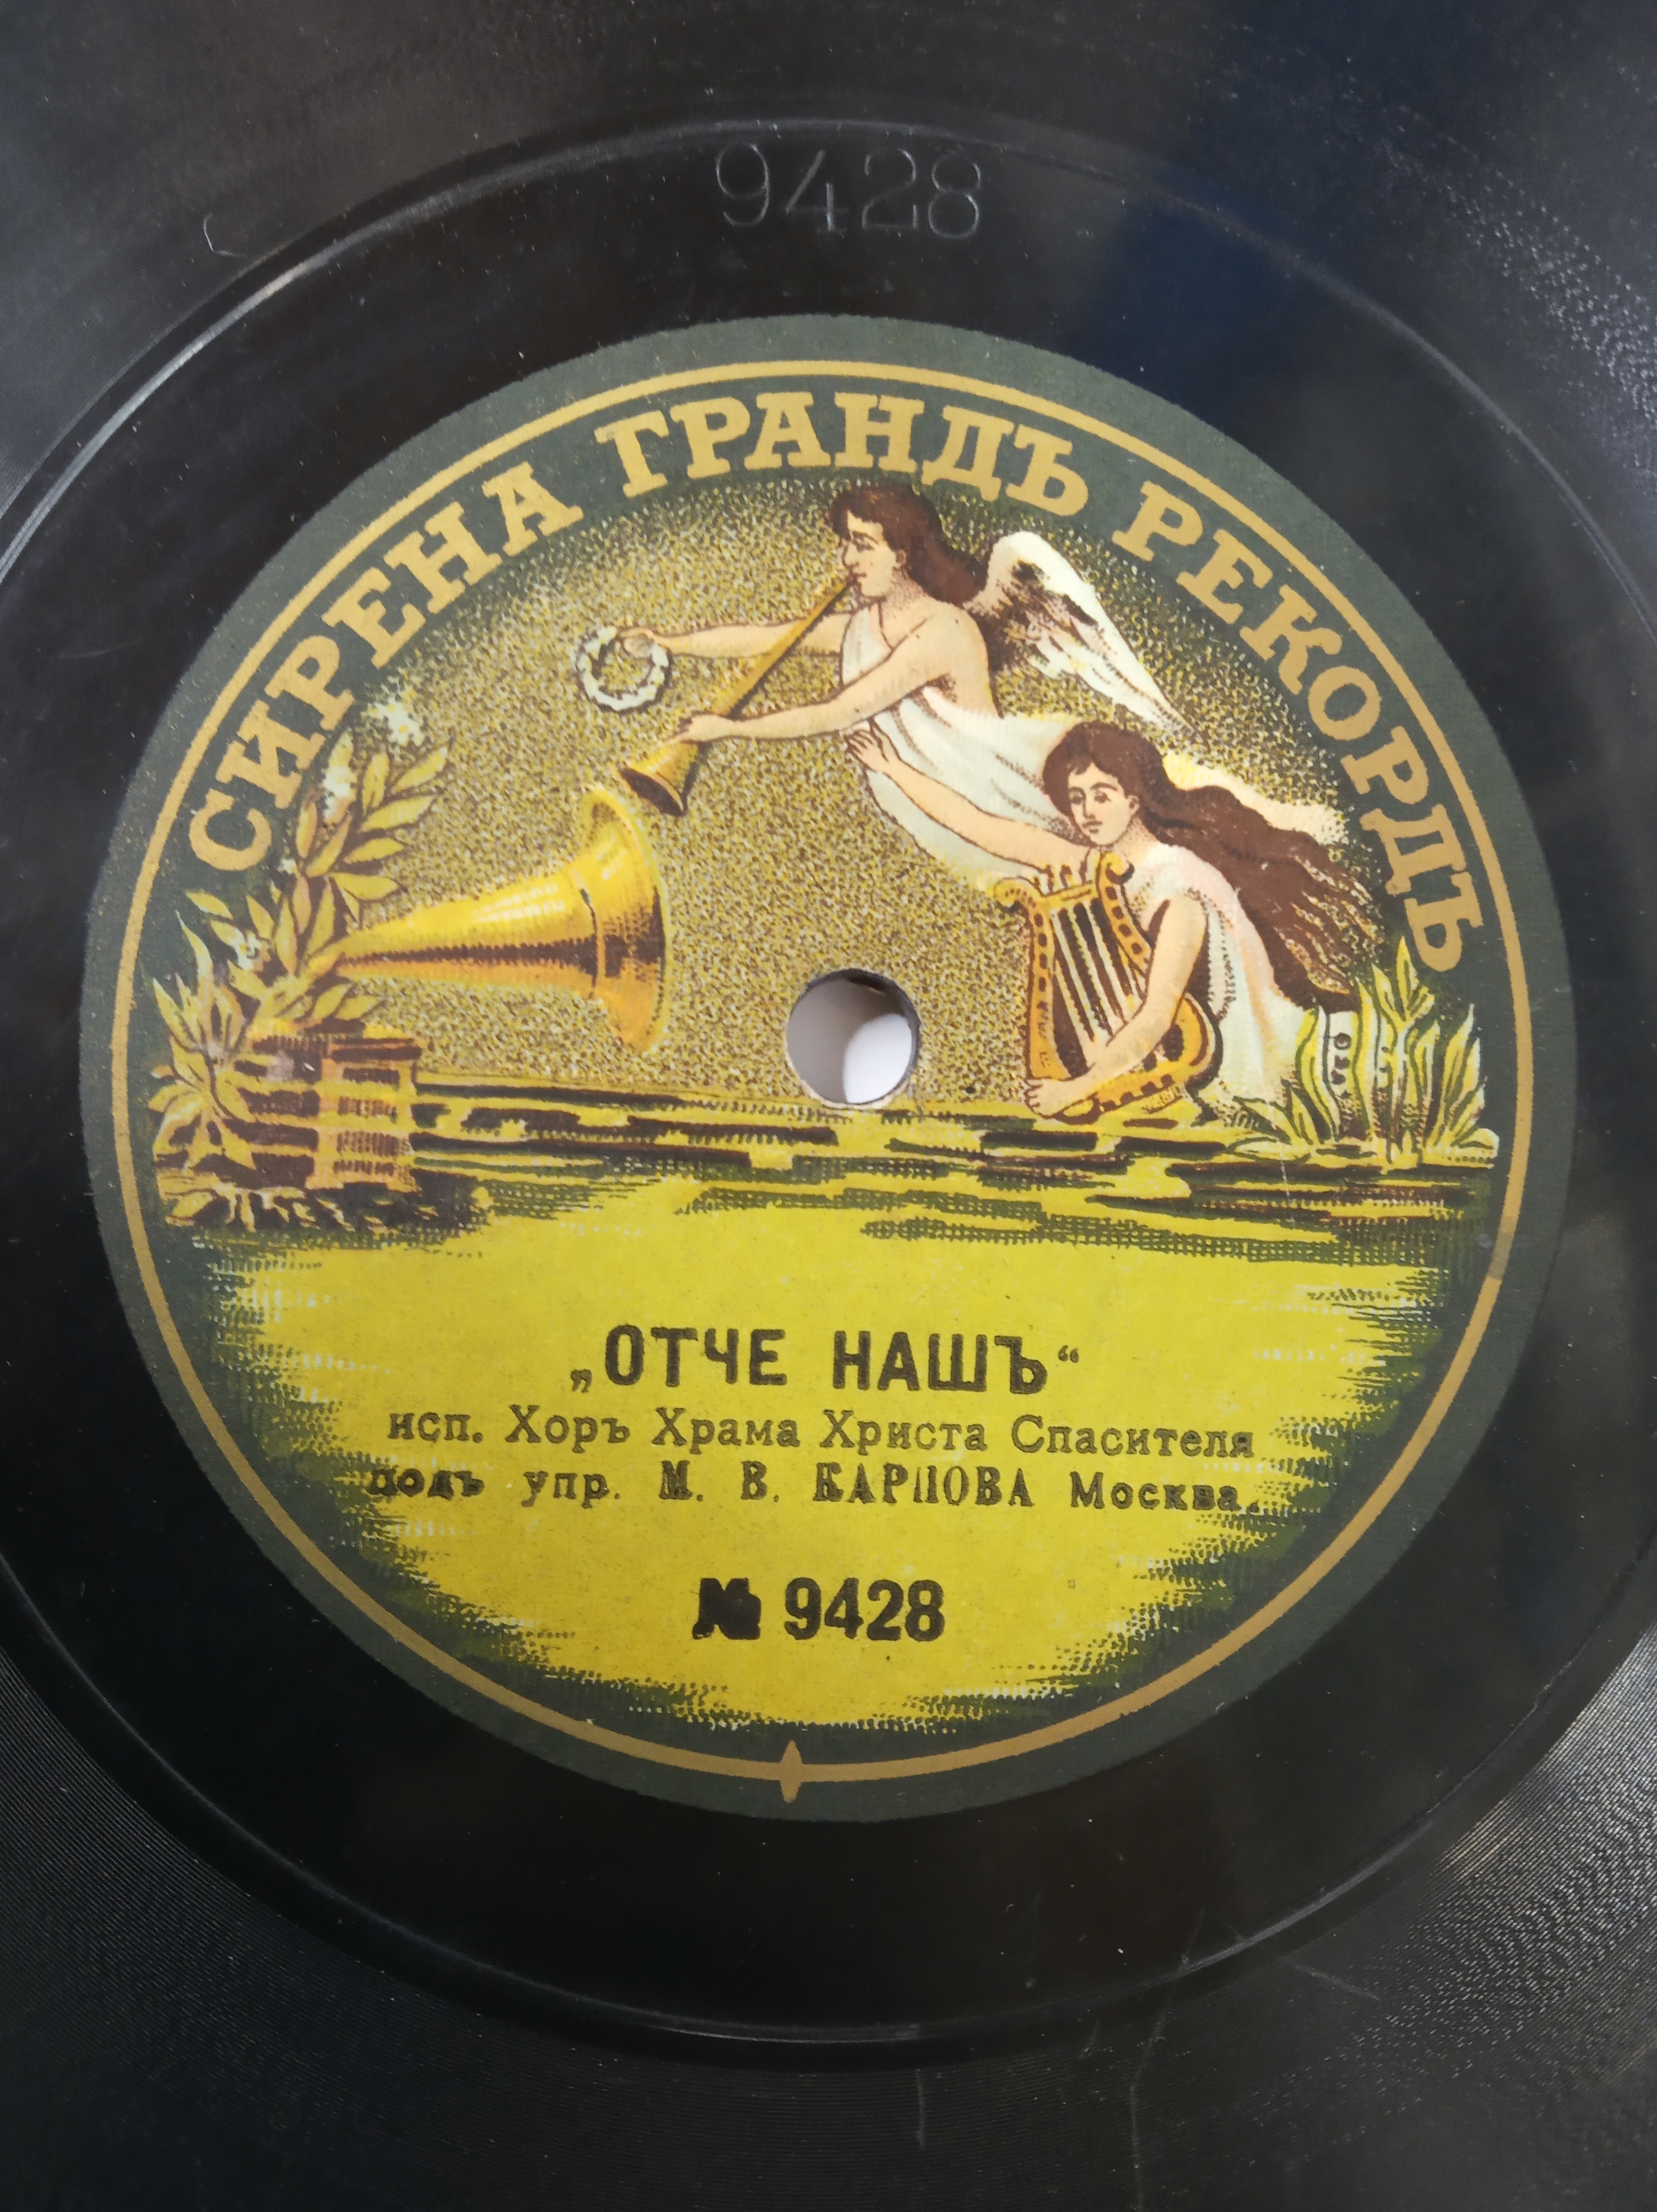 9428
СИРЕНА ГРАНДЪ РЕКОРДЪ
„ОТЧЕ НАШЪ“
исп. Хоръ Храма Христа Спасителя
подъ упр. М. В. КАРПОВА Москва.
№ 9428